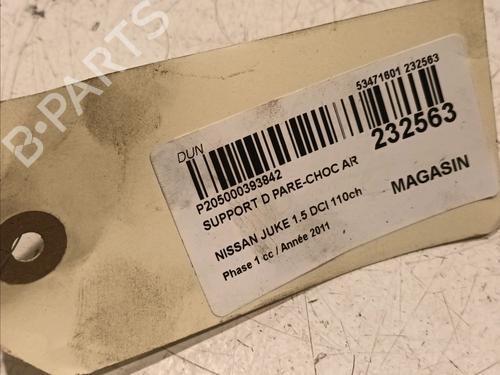 B-PARTS
DUN
53471601 232563
232563
P205000393842
SUPPORT D PARE-CHOC AR
MAGASIN
NISSAN JUKE 1.5 DCI 110ch
Phase 1 cc / Année 2011